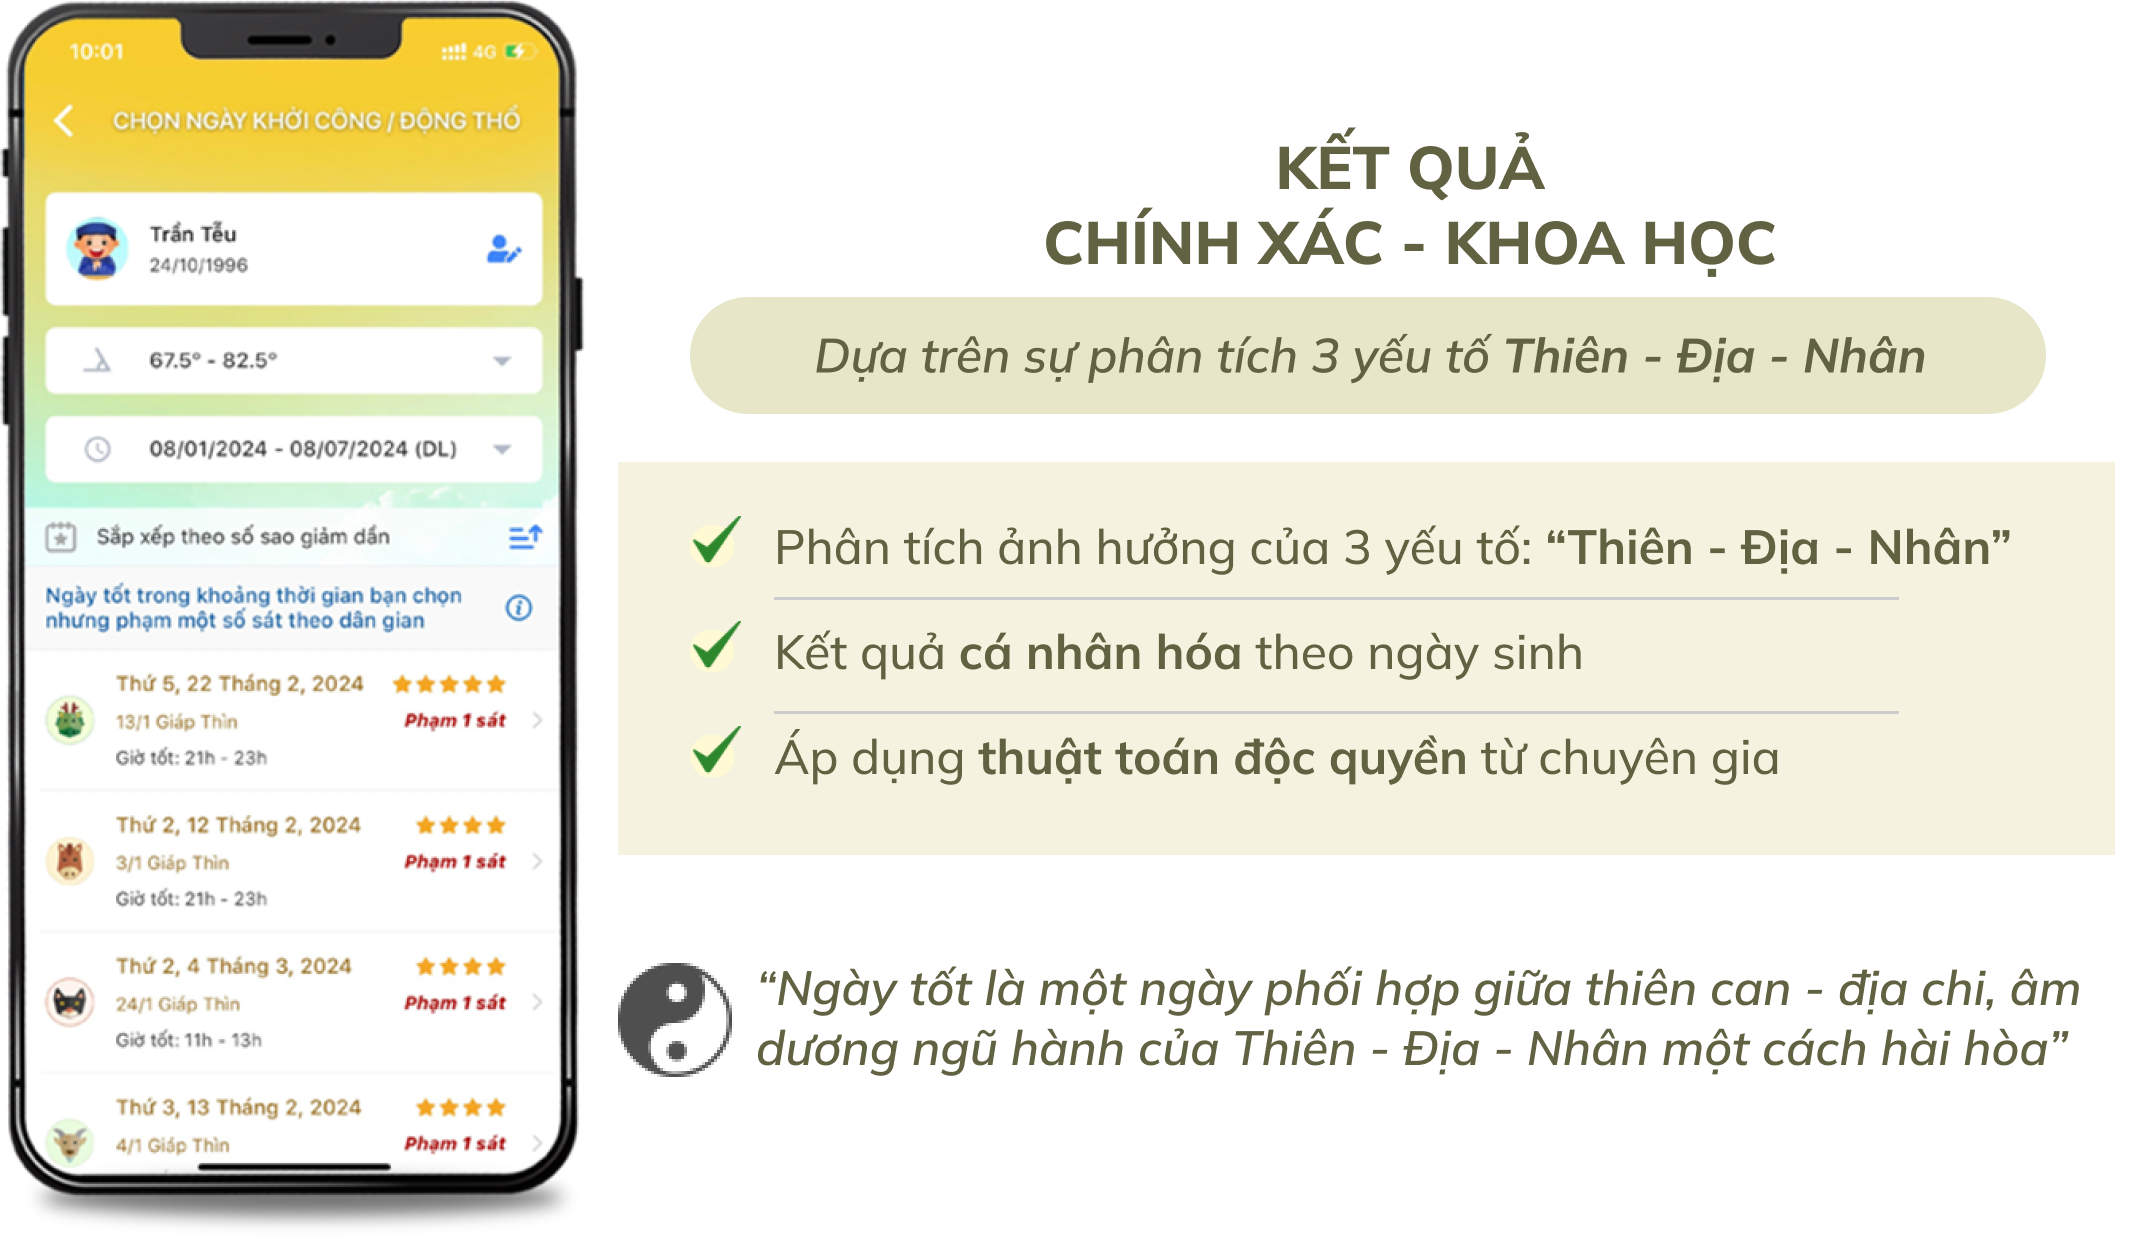 10:01
4G
CHỌN NGÀY KHỞI CÔNG / ĐỘNG THỔ
Trần Tễu
24/10/1996
67.5° - 82.5°
08/01/2024 - 08/07/2024 (DL)
Sắp xếp theo số sao giảm dần
Ngày tốt trong khoảng thời gian bạn chọn
nhưng phạm một số sát theo dân gian
Thứ 5, 22 Tháng 2, 2024
13/1 Giáp Thìn
Phạm 1 sát
Giờ tốt: 21h - 23h
Thứ 2, 12 Tháng 2, 2024
3/1 Giáp Thìn
Phạm 1 sát
Giờ tốt: 21h - 23h
Thứ 2, 4 Tháng 3, 2024
24/1 Giáp Thìn
Phạm 1 sát
Giờ tốt: 11h - 13h
Thứ 3, 13 Tháng 2, 2024
4/1 Giáp Thìn
Phạm 1 sát
KẾT QUẢ
CHÍNH XÁC - KHOA HỌC
Dựa trên sự phân tích 3 yếu tố Thiên - Địa - Nhân
Phân tích ảnh hưởng của 3 yếu tố: “Thiên - Địa - Nhân”
Kết quả cá nhân hóa theo ngày sinh
Áp dụng thuật toán độc quyền từ chuyên gia
“Ngày tốt là một ngày phối hợp giữa thiên can - địa chi, âm
dương ngũ hành của Thiên - Địa - Nhân một cách hài hòa”